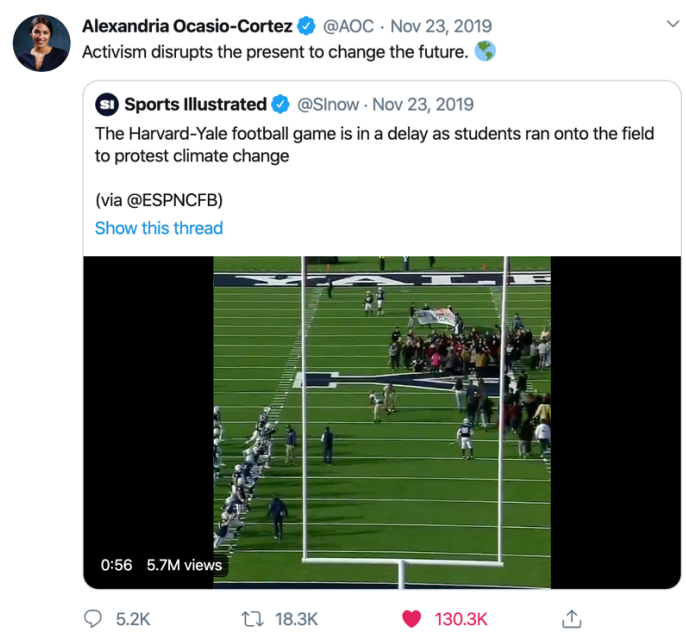 Alexandria Ocasio-Cortez @AOC · Nov 23, 2019
Activism disrupts the present to change the future.
SI Sports Illustrated @SInow · Nov 23, 2019
The Harvard-Yale football game is in a delay as students ran onto the field
to protest climate change
(via @ESPNCFB)
Show this thread
YALE
Y
0:56 5.7M views
5.2K 18.3K 130.3K